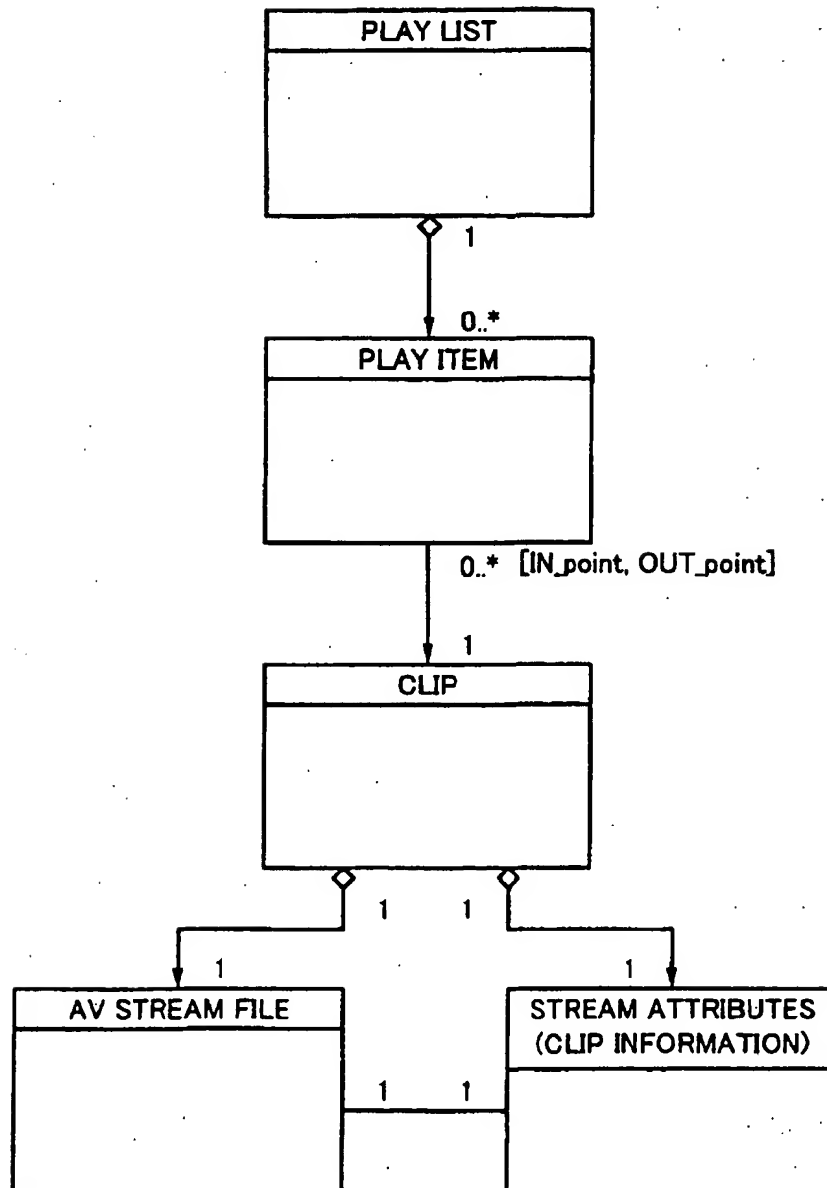 PLAY LIST
1
0..*
PLAY ITEM
0..* [IN_point, OUT_point]
1
CLIP
1 1
1 1
AV STREAM FILE
STREAM ATTRIBUTES
(CLIP INFORMATION)
1 1